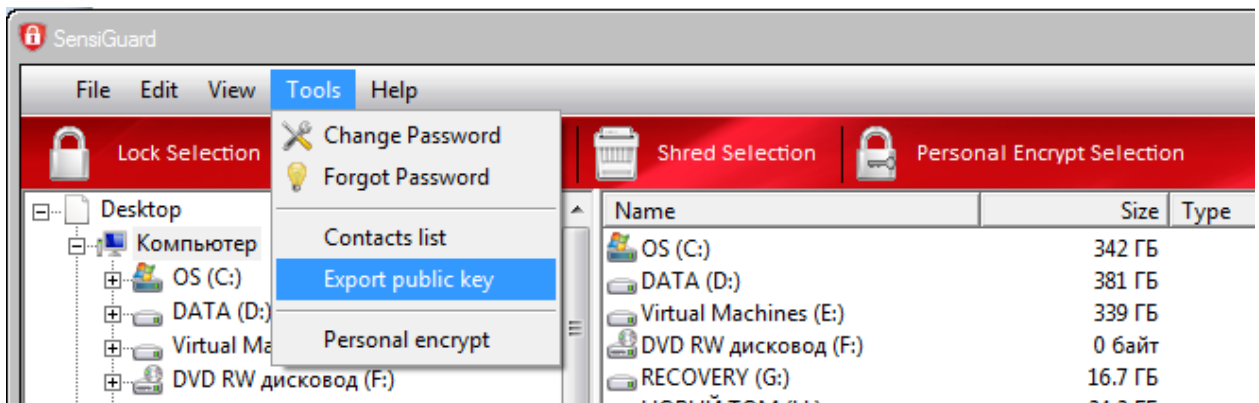 SensiGuard
File Edit View Tools Help
Lock Selection
Change Password
Forgot Password
Contacts list
Export public key
Personal encrypt
Shred Selection
Personal Encrypt Selection
Desktop
Компьютер
OS (C:)
DATA (D:)
Virtual Ma
DVD RW дисковод (F:)
Name Size Type
OS (C:) 342 ГБ
DATA (D:) 381 ГБ
Virtual Machines (E:) 339 ГБ
DVD RW дисковод (F:) 0 байт
RECOVERY (G:) 16.7 ГБ